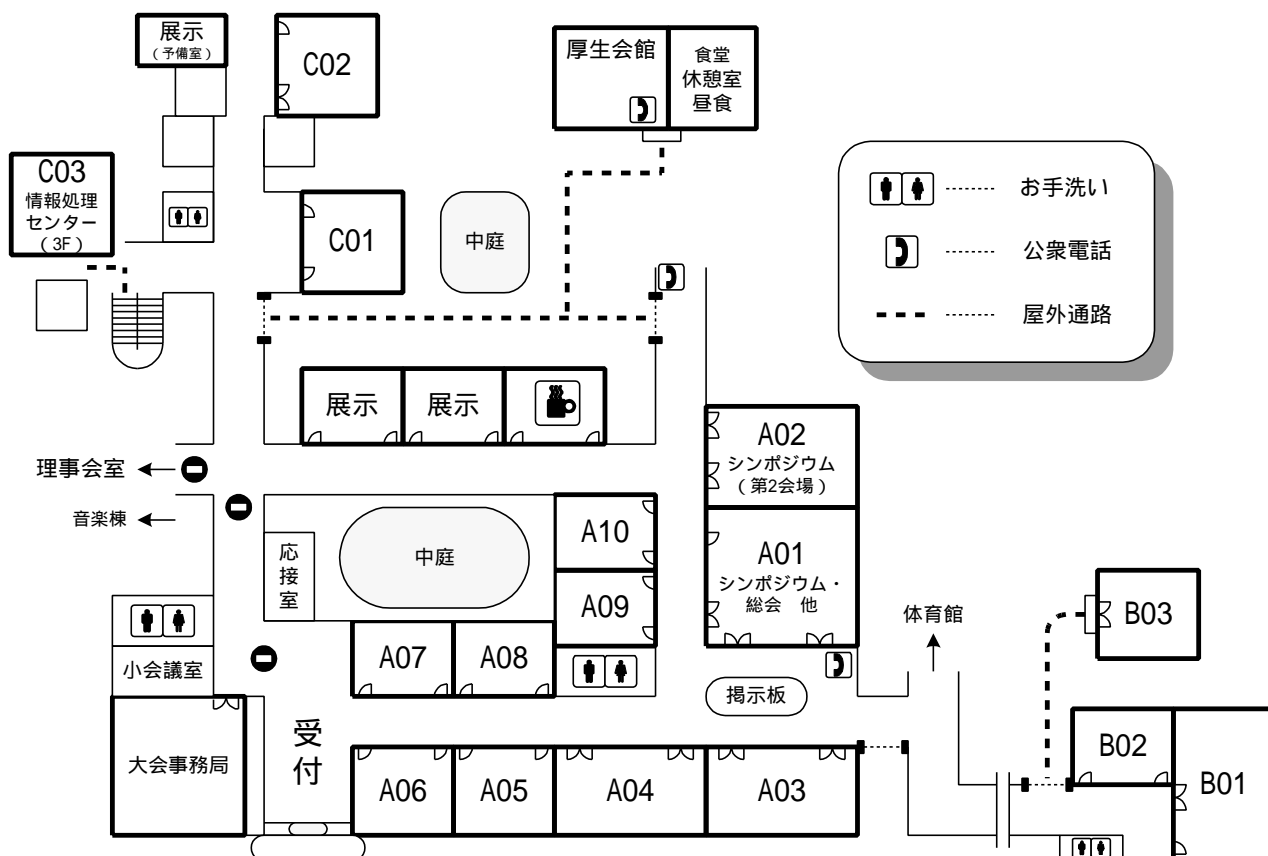 展示
（予備室）
C02
厚生会館
食堂
休憩室
昼食
C03
情報処理
センター
（3F）
お手洗い
公衆電話
屋外通路
C01
中庭
展示
展示
A02
シンポジウム
（第2会場）
理事会室
音楽棟
応接室
中庭
A10
A09
A01
シンポジウム・
総会 他
体育館
B03
小会議室
A07
A08
掲示板
大会事務局
受付
A06
A05
A04
A03
B02
B01